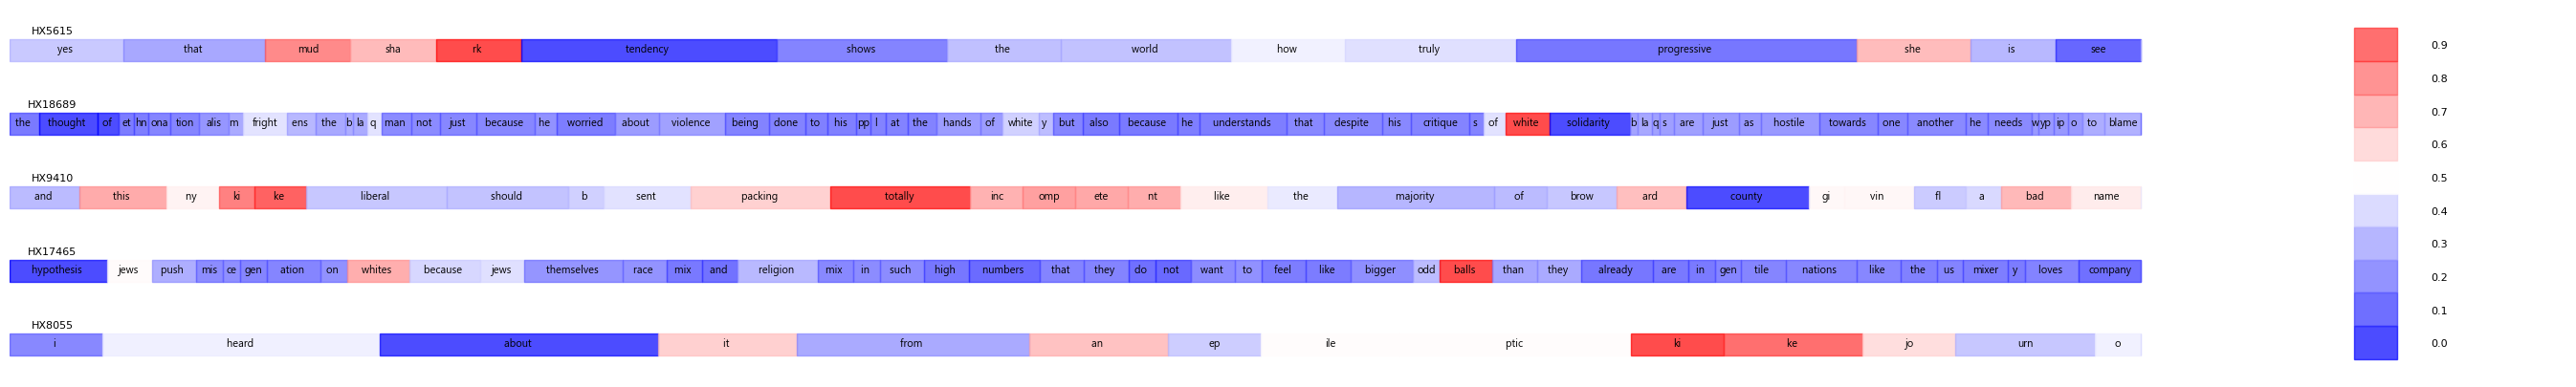 HX5615
yes that mud sha rk tendency shows the world how truly progressive she is see
HX18689
the thought of et hn ona tion alis m fright ens the b la q man not just because he worried about violence being done to his pp l at the hands of white y but also because he understands that despite his critique s of white solidarity b la q s are just as hostile towards one another he needs w yp ip o to blame
HX9410
and this ny ki ke liberal should b sent packing totally inc omp ete nt like the majority of brow ard county gi vin fl a bad name
HX17465
hypothesis jews push mis ce gen ation on whites because jews themselves race mix and religion mix in such high numbers that they do not want to feel like bigger odd balls than they already are in gen tile nations like the us mixer y loves company
HX8055
i heard about it from an ep ile ptic ki ke jo urn o
0.9
0.8
0.7
0.6
0.5
0.4
0.3
0.2
0.1
0.0